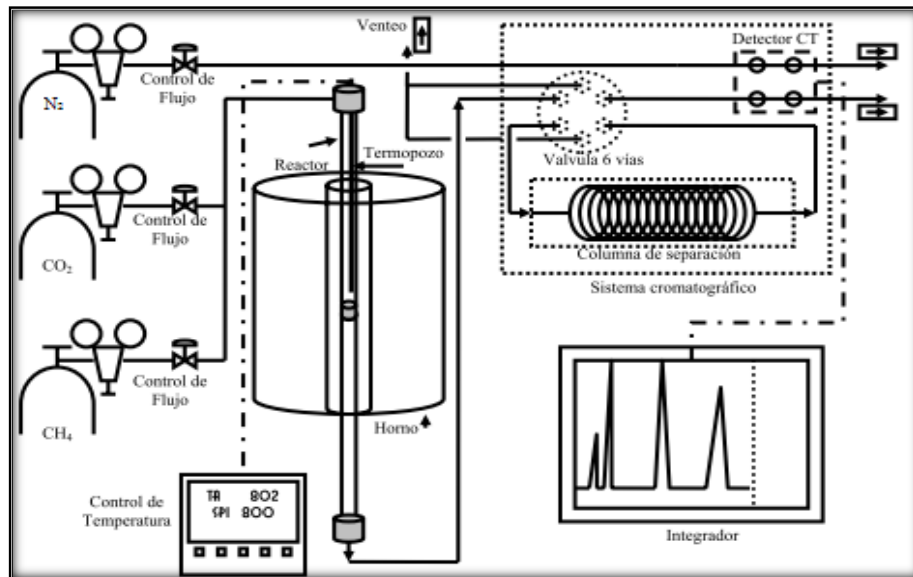 Venteo
Detector CT
N₂
Control de
Flujo
Reactor
Termopozo
Valvula 6 vías
CO₂
Control de
Flujo
Columna de separación
Sistema cromatográfico
CH₄
Control de
Flujo
Horno
Control de
Temperatura
TA 802
SPI 800
Integrador